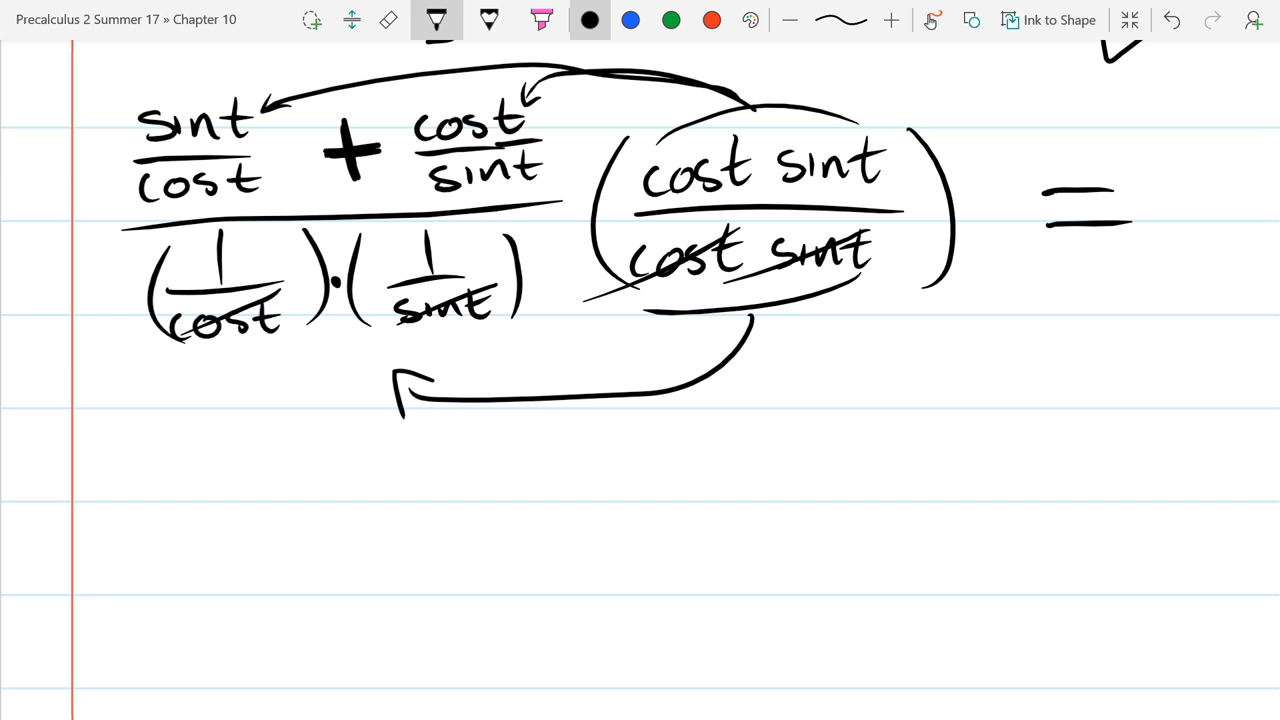 Precalculus 2 Summer 17 » Chapter 10
Ink to Shape
sint + cost ( cost sint ) =
cost sint cost sint
( 1 ) · ( 1 )
cost sint